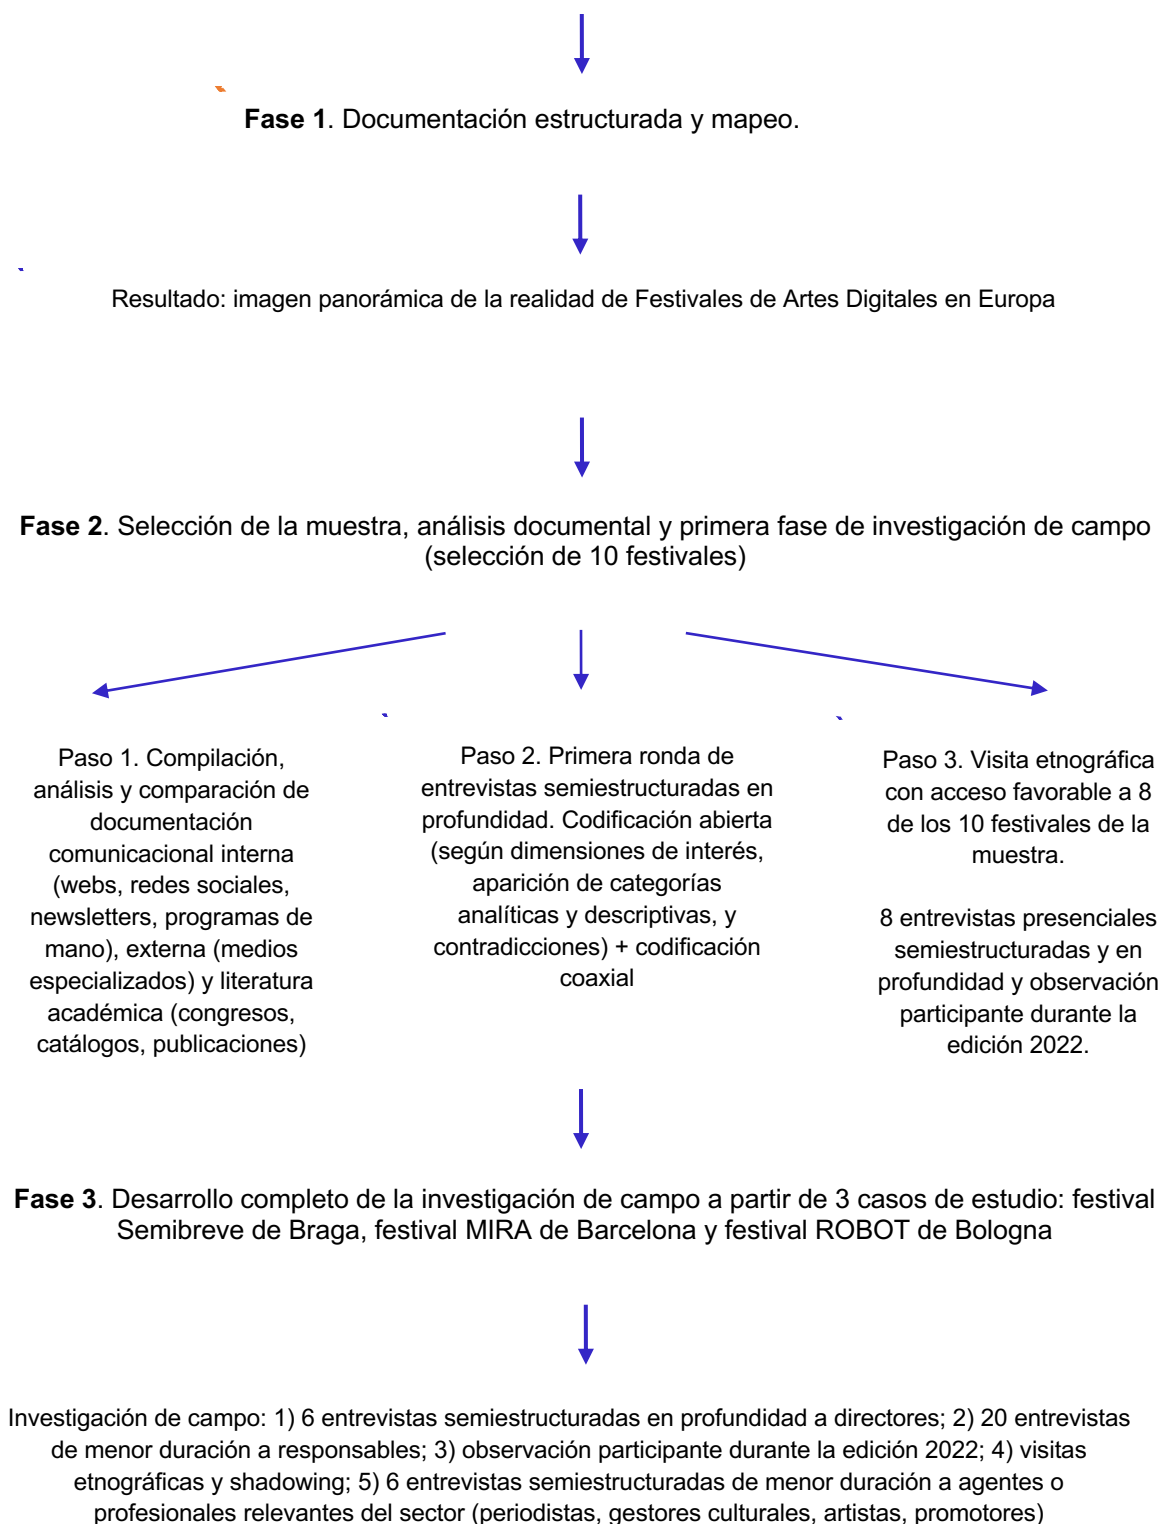 Fase 1. Documentación estructurada y mapeo.
Resultado: imagen panorámica de la realidad de Festivales de Artes Digitales en Europa
Fase 2. Selección de la muestra, análisis documental y primera fase de investigación de campo
(selección de 10 festivales)
Paso 1. Compilación,
análisis y comparación de
documentación
comunicacional interna
(webs, redes sociales,
newsletters, programas de
mano), externa (medios
especializados) y literatura
académica (congresos,
catálogos, publicaciones)
Paso 2. Primera ronda de
entrevistas semiestructuradas en
profundidad. Codificación abierta
(según dimensiones de interés,
aparición de categorías
analíticas y descriptivas, y
contradicciones) + codificación
coaxial
Paso 3. Visita etnográfica
con acceso favorable a 8
de los 10 festivales de la
muestra.
8 entrevistas presenciales
semiestructuradas y en
profundidad y observación
participante durante la
edición 2022.
Fase 3. Desarrollo completo de la investigación de campo a partir de 3 casos de estudio: festival
Semibreve de Braga, festival MIRA de Barcelona y festival ROBOT de Bologna
Investigación de campo: 1) 6 entrevistas semiestructuradas en profundidad a directores; 2) 20 entrevistas
de menor duración a responsables; 3) observación participante durante la edición 2022; 4) visitas
etnográficas y shadowing; 5) 6 entrevistas semiestructuradas de menor duración a agentes o
profesionales relevantes del sector (periodistas, gestores culturales, artistas, promotores)